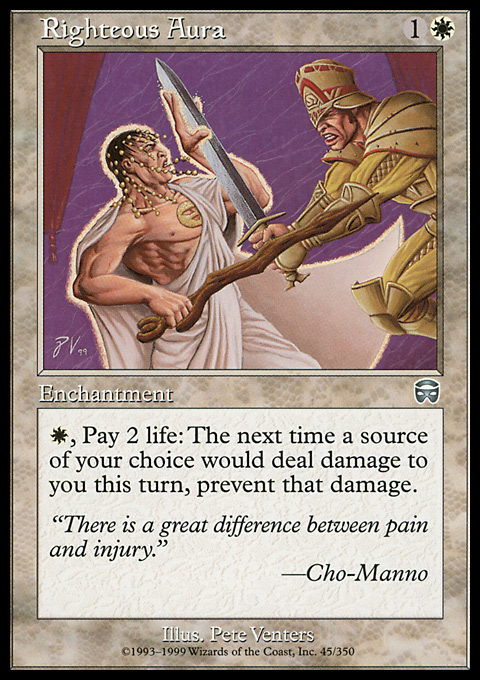 Righteous Aura 1
PV 99
Enchantment
, Pay 2 life: The next time a source
of your choice would deal damage to
you this turn, prevent that damage.
“There is a great difference between pain
and injury.”
—Cho-Manno
Illus. Pete Venters
©1993–1999 Wizards of the Coast, Inc. 45/350